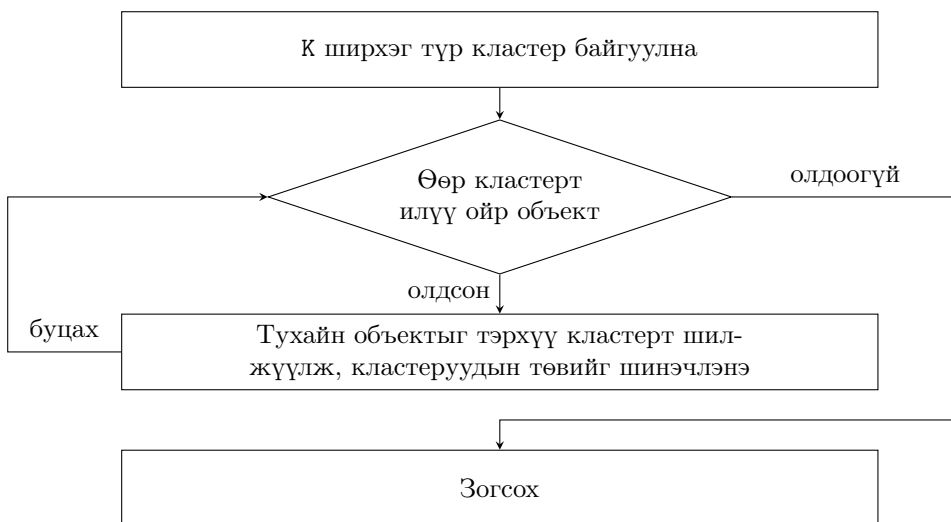 K ширхэг түр кластер байгуулна
Өөр кластерт
илүү ойр объект
олдоогүй
олдсон
буцах
Тухайн объектыг тэрхүү кластерт шил-
жүүлж, кластеруудын төвийг шинэчлэнэ
Зогсох